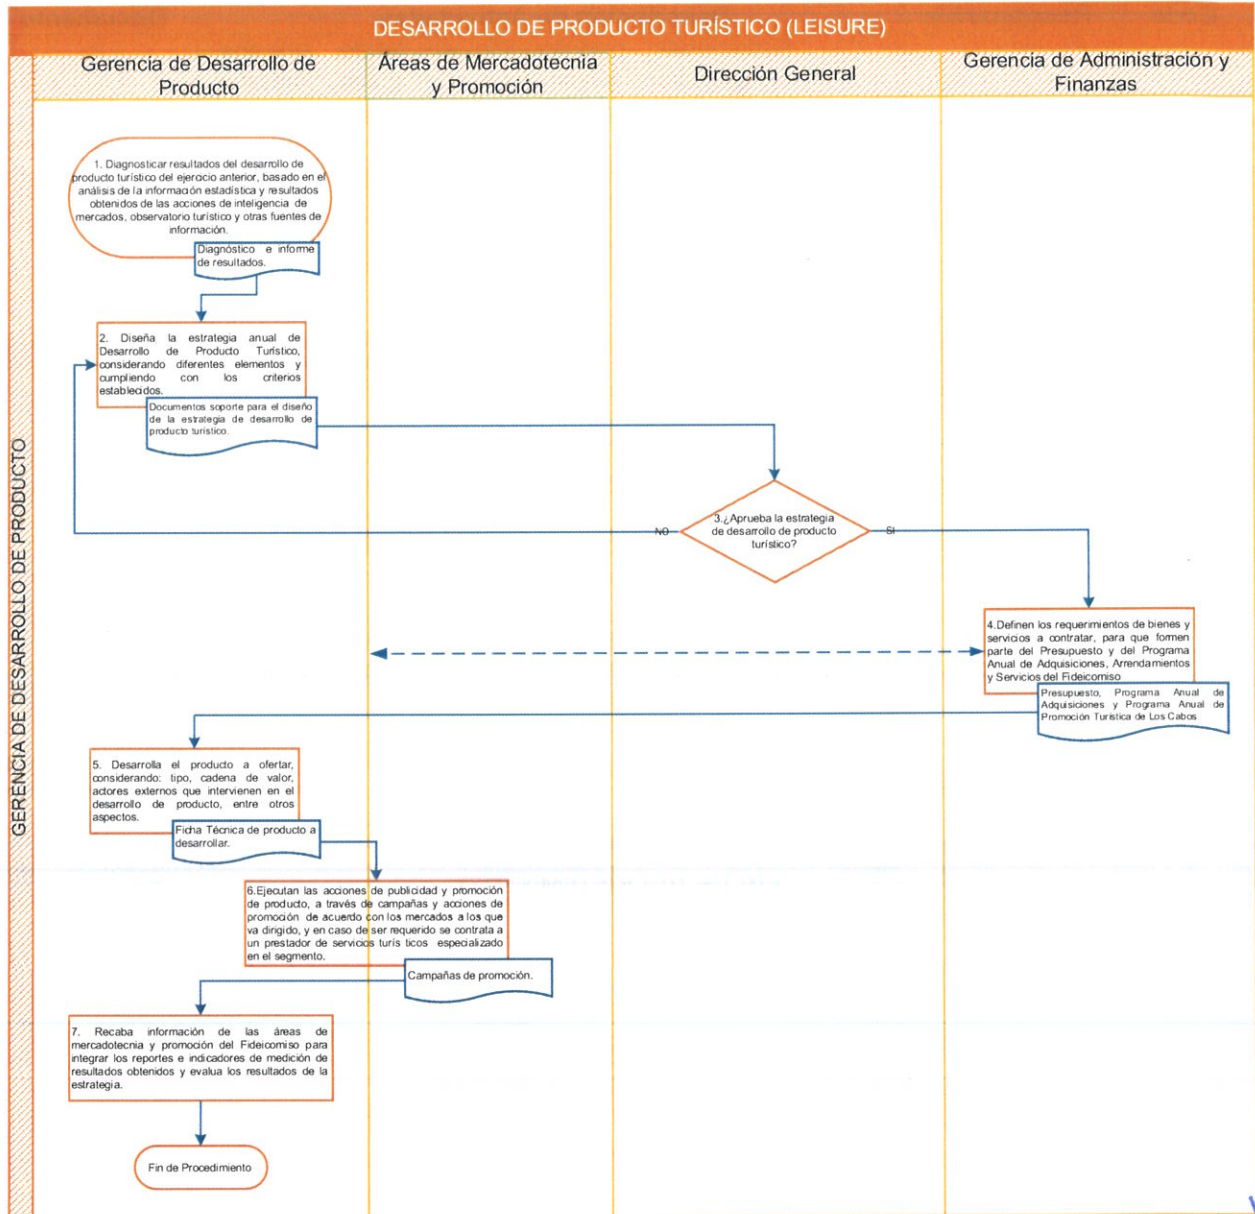 DESARROLLO DE PRODUCTO TURÍSTICO (LEISURE)
GERENCIA DE DESARROLLO DE PRODUCTO
Gerencia de Desarrollo de
Producto
Áreas de Mercadotecnia
y Promoción
Dirección General
Gerencia de Administración y
Finanzas
1. Diagnosticar resultados del desarrollo de
producto turístico del ejercicio anterior, basado en el
análisis de la información estadística y resultados
obtenidos de las acciones de inteligencia de
mercados, observatorio turístico y otras fuentes de
información.
Diagnóstico e informe
de resultados.
2. Diseña la estrategia anual de
Desarrollo de Producto Turístico,
considerando diferentes elementos y
cumpliendo con los criterios
establecidos.
Documentos soporte para el diseño
de la estrategia de desarrollo de
producto turístico.
3.¿Aprueba la estrategia
de desarrollo de producto
turístico?
NO
SI
4.Definen los requerimientos de bienes y
servicios a contratar, para que formen
parte del Presupuesto y del Programa
Anual de Adquisiciones, Arrendamientos
y Servicios del Fideicomiso
Presupuesto, Programa Anual de
Adquisiciones y Programa Anual de
Promoción Turística de Los Cabos
5. Desarrolla el producto a ofertar,
considerando: tipo, cadena de valor,
actores externos que intervienen en el
desarrollo de producto, entre otros
aspectos.
Ficha Técnica de producto a
desarrollar.
6.Ejecutan las acciones de publicidad y promoción
de producto, a través de campañas y acciones de
promoción de acuerdo con los mercados a los que
va dirigido, y en caso de ser requerido se contrata a
un prestador de servicios turís ticos especializado
en el segmento.
Campañas de promoción.
7. Recaba información de las áreas de
mercadotecnia y promoción del Fideicomiso para
integrar los reportes e indicadores de medición de
resultados obtenidos y evalua los resultados de la
estrategia.
Fin de Procedimiento